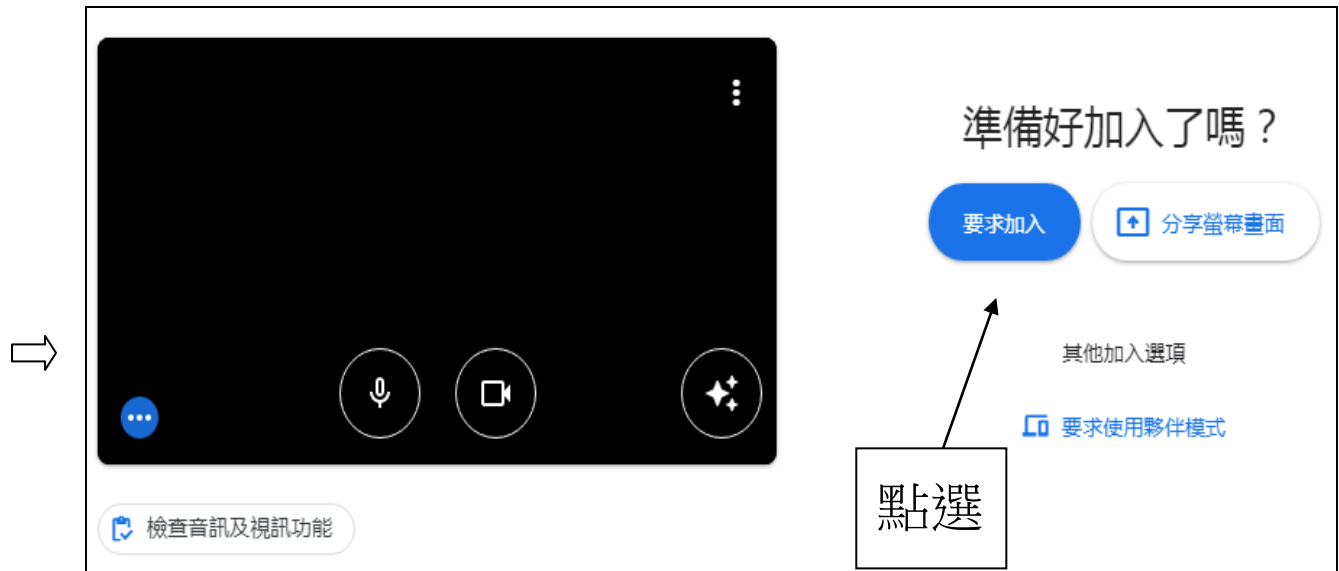 準備好加入了嗎？
要求加入
分享螢幕畫面
其他加入選項
要求使用夥伴模式
點選
檢查音訊及視訊功能